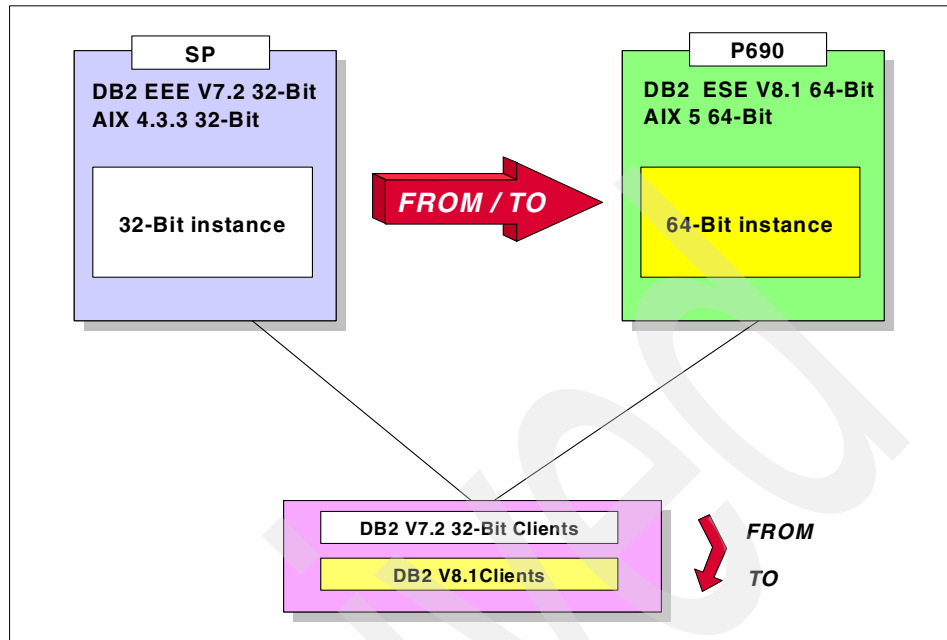 SP
DB2 EEE V7.2 32-Bit
AIX 4.3.3 32-Bit
32-Bit instance
FROM / TO
P690
DB2 ESE V8.1 64-Bit
AIX 5 64-Bit
64-Bit instance
DB2 V7.2 32-Bit Clients
DB2 V8.1Clients
FROM
TO